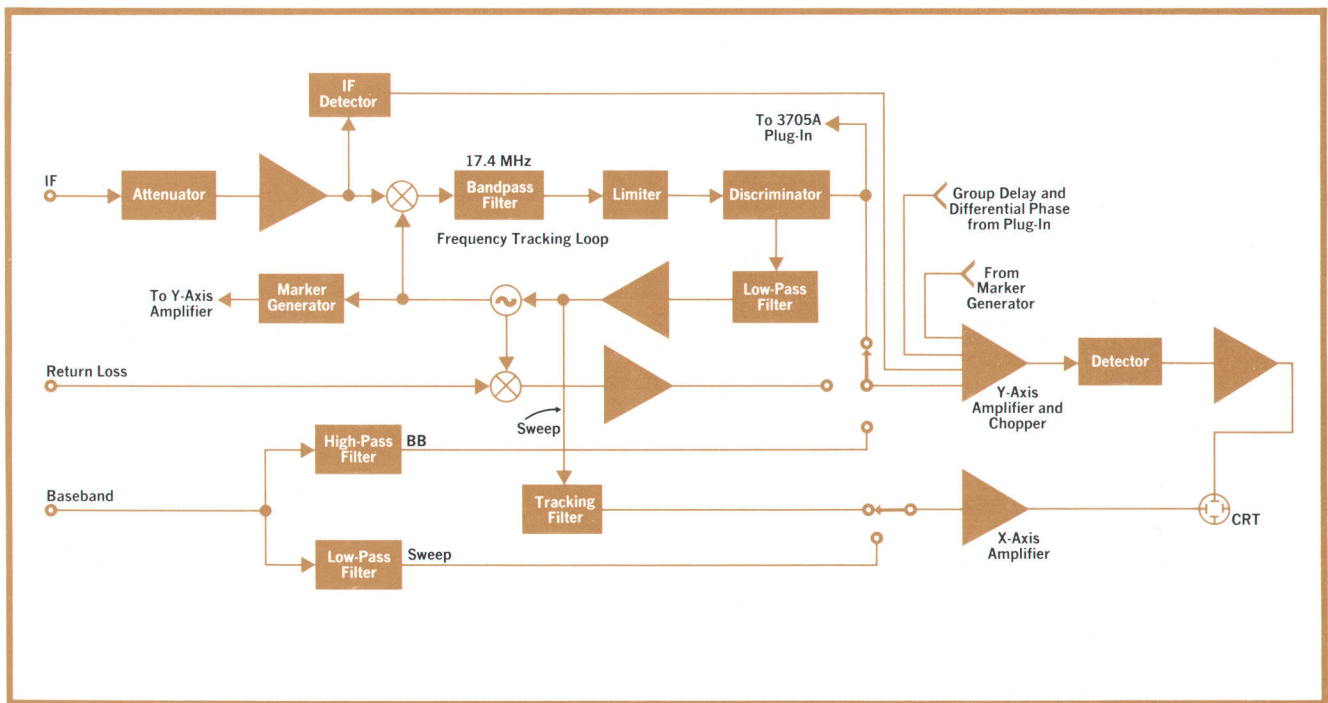 IF
Detector
To 3705A
Plug-In
17.4 MHz
IF
Attenuator
Bandpass
Filter
Limiter
Discriminator
Group Delay and
Differential Phase
from Plug-In
Frequency Tracking Loop
To Y-Axis
Amplifier
Marker
Generator
Low-Pass
Filter
From
Marker
Generator
Return Loss
Detector
Y-Axis
Amplifier and
Chopper
Sweep
High-Pass
Filter
BB
Baseband
Tracking
Filter
CRT
X-Axis
Amplifier
Low-Pass
Filter
Sweep